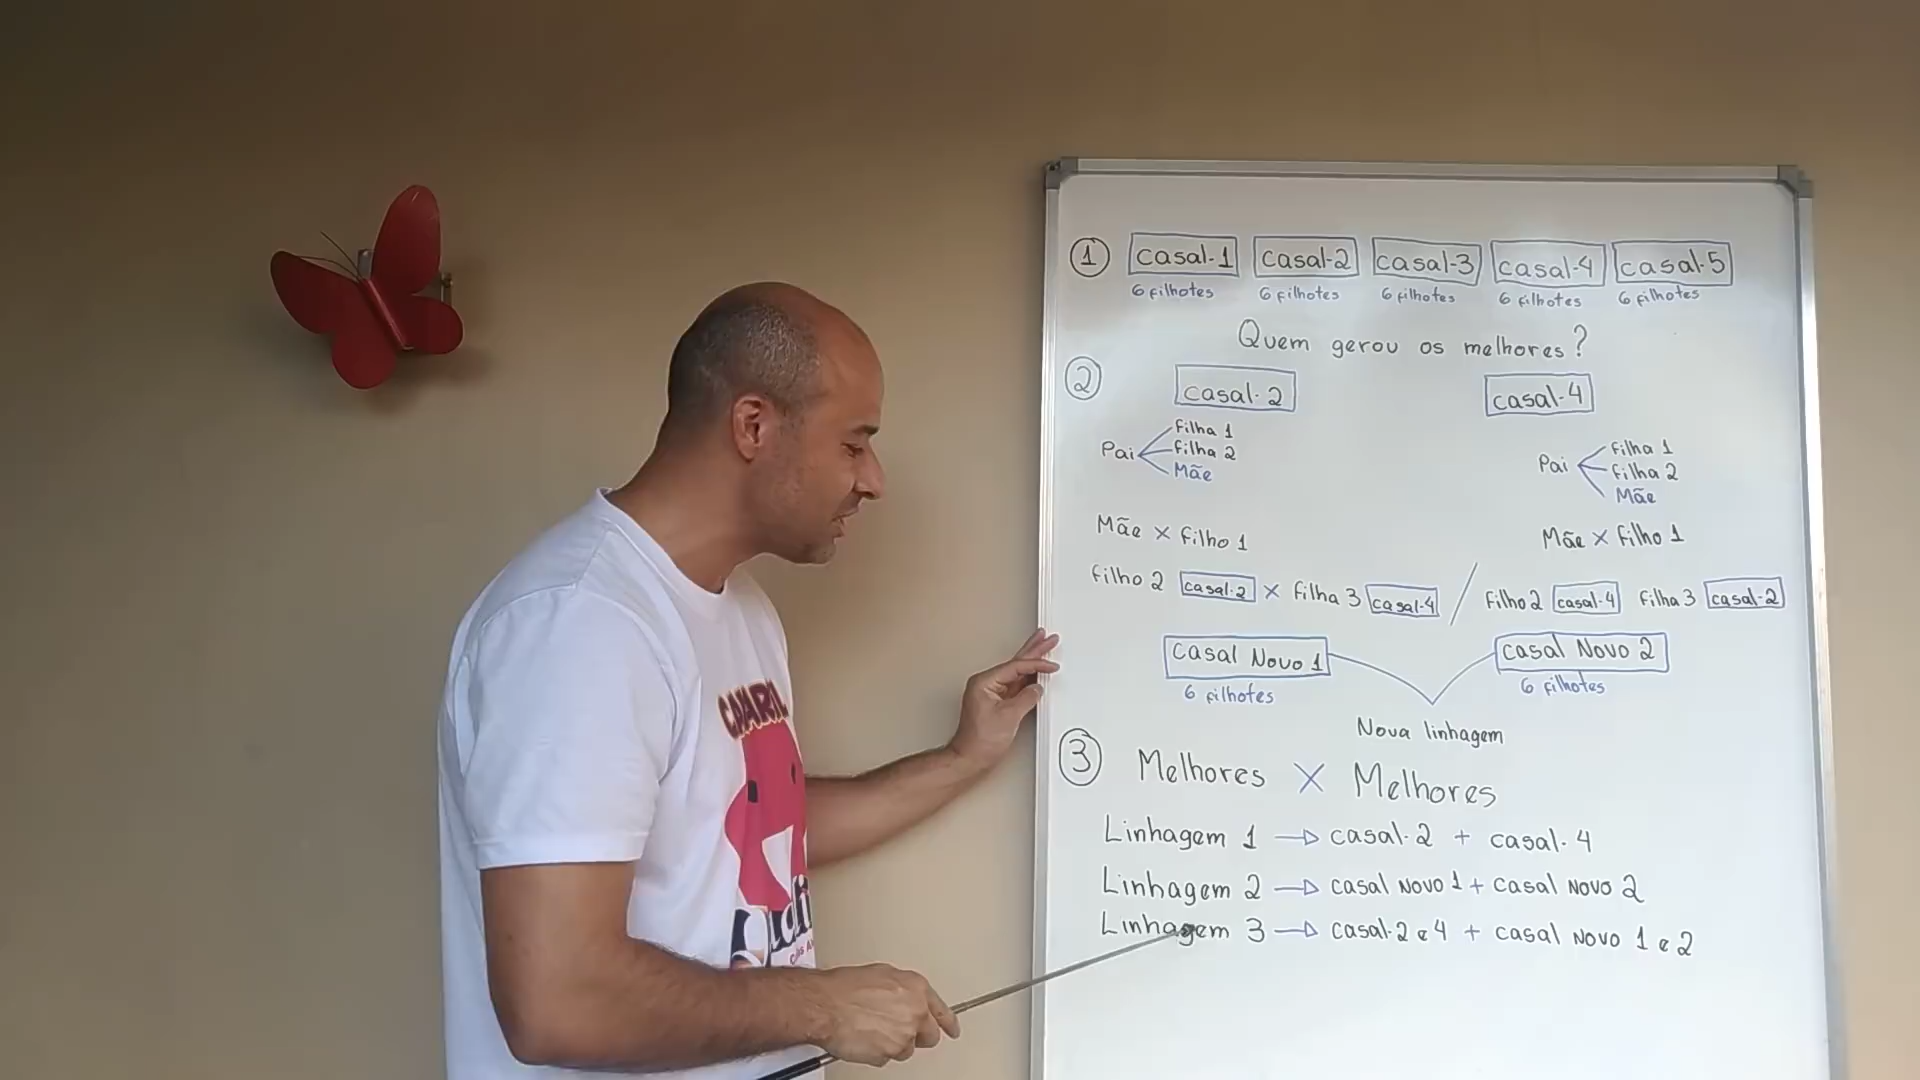 1 casal-1 casal-2 casal-3 casal-4 casal-5
6 filhotes 6 filhotes 6 filhotes 6 filhotes 6 filhotes
Quem gerou os melhores?
2 casal-2 casal-4
Pai Filha 1
Filha 2
Mãe
Pai Filha 1
Filha 2
Mãe
Mãe X Filho 1 Mãe X Filho 1
Filho 2 casal-2 X Filha 3 casal-4 / Filho 2 casal-4 Filha 3 casal-2
casal Novo 1 casal Novo 2
6 filhotes 6 filhotes
Nova linhagem
3 Melhores X Melhores
Linhagem 1 → casal-2 + casal-4
Linhagem 2 → casal Novo 1 + casal Novo 2
Linhagem 3 → casal-2 e 4 + casal Novo 1 e 2